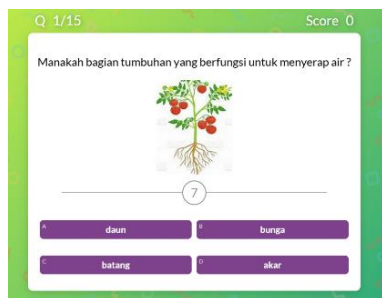 Q 1/15
Score 0
Manakah bagian tumbuhan yang berfungsi untuk menyerap air ?
7
A daun
B bunga
C batang
D akar